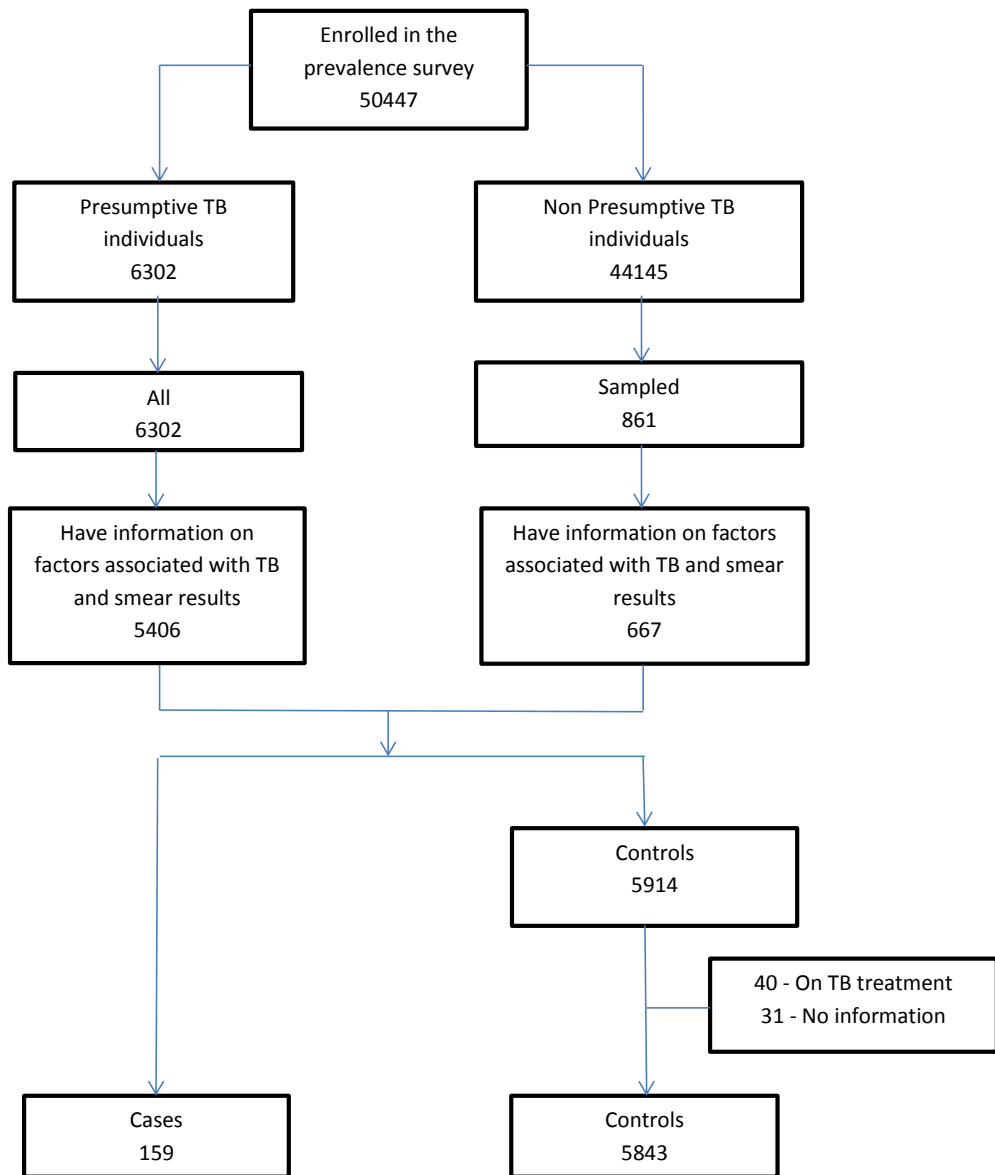 Enrolled in the
prevalence survey
50447
Presumptive TB
individuals
6302
Non Presumptive TB
individuals
44145
All
6302
Sampled
861
Have information on
factors associated with TB
and smear results
5406
Have information on factors
associated with TB and smear
results
667
Controls
5914
40 - On TB treatment
31 - No information
Cases
159
Controls
5843